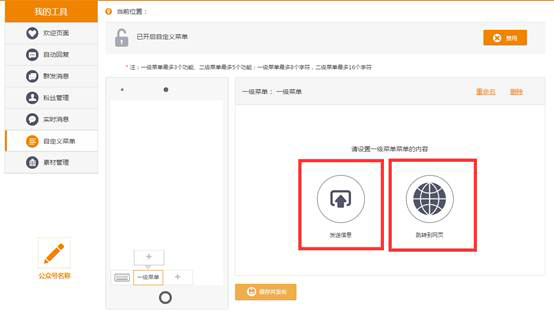 我的工具
当前位置：
欢迎页面
自动回复
群发消息
粉丝管理
实时消息
自定义菜单
素材管理
公众号名称
已开启自定义菜单
禁用
* 注：一级菜单最多3个功能，二级菜单最多5个功能；一级菜单最多8个字符，二级菜单最多16个字符
一级菜单： 一级菜单
重命名
删除
请设置一级菜单菜单的内容
发送信息
跳转到网页
一级菜单
保存并发布